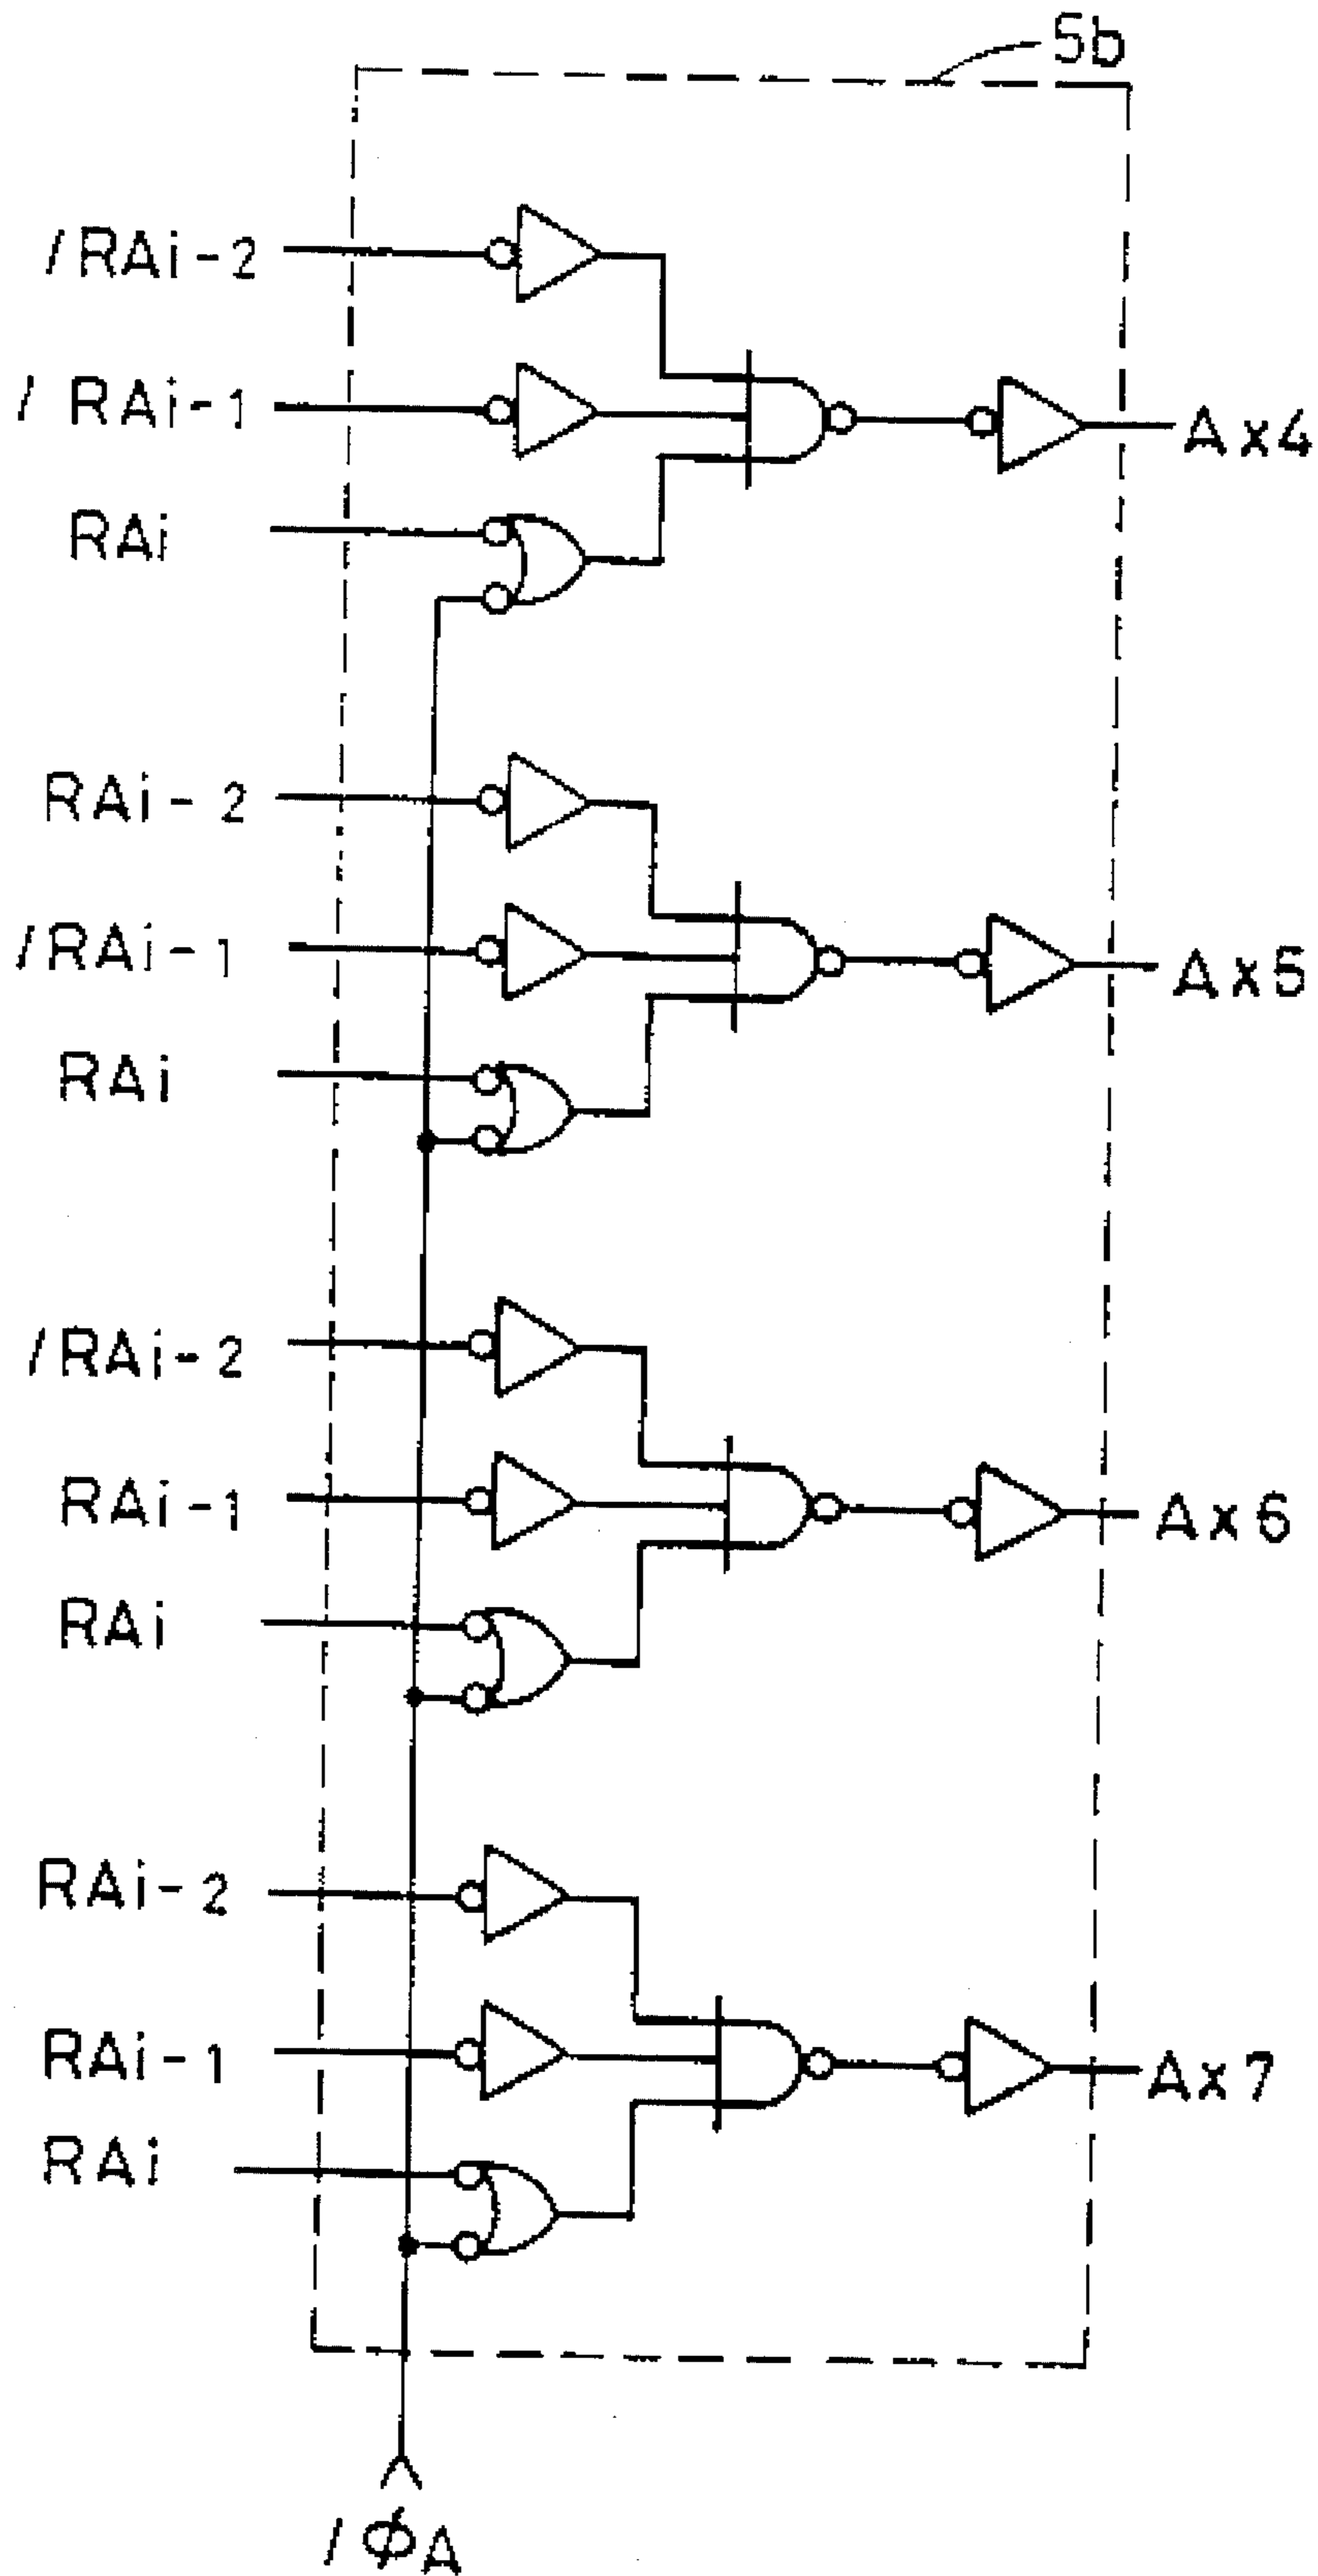 5b
/RAi-2
/RAi-1
Ax4
RAi
RAi-2
/RAi-1
Ax5
RAi
/RAi-2
RAi-1
Ax6
RAi
RAi-2
RAi-1
Ax7
RAi
/ϕA